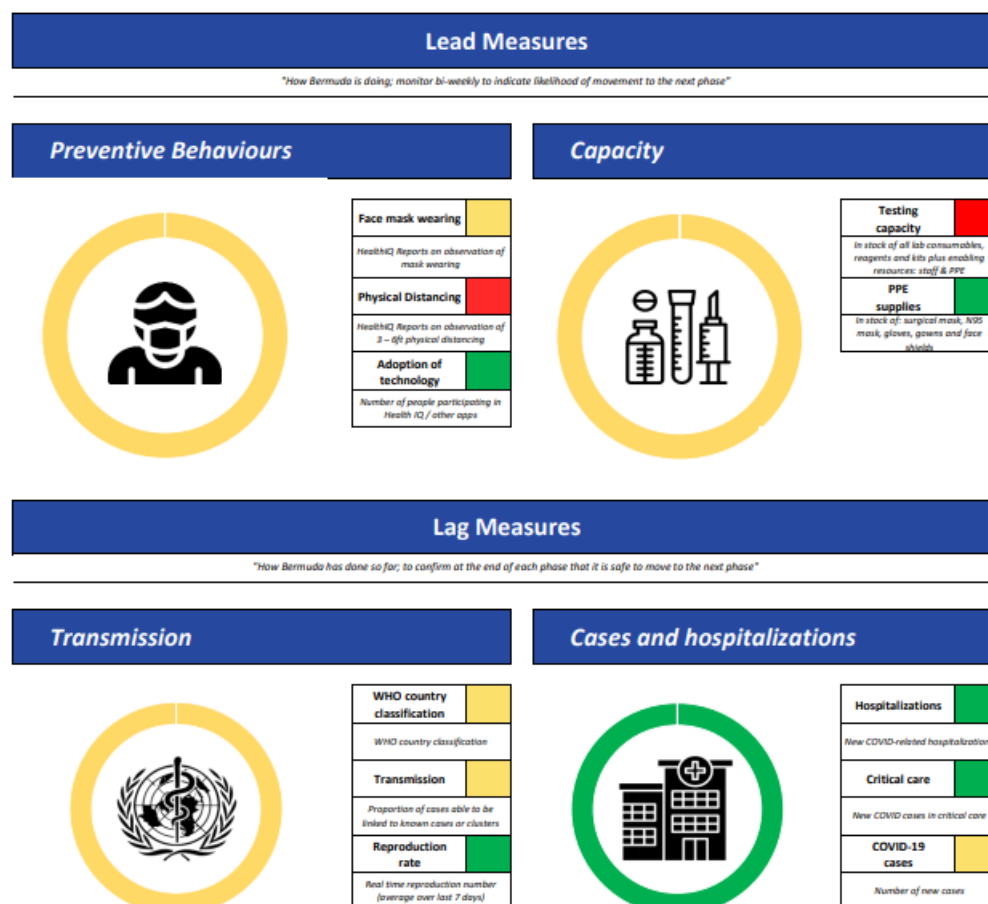 Lead Measures
"How Bermuda is doing; monitor bi-weekly to indicate likelihood of movement to the next phase"
Preventive Behaviours
Face mask wearing
HealthIQ Reports on observation of
mask wearing
Physical Distancing
HealthIQ Reports on observation of
3 – 6ft physical distancing
Adoption of
technology
Number of people participating in
Health IQ / other apps
Capacity
Testing
capacity
In stock of all lab consumables,
reagents and kits plus enabling
resources: staff & PPE
PPE
supplies
In stock of: surgical mask, N95
mask, gloves, gowns and face
shields
Lag Measures
"How Bermuda has done so far; to confirm at the end of each phase that it is safe to move to the next phase"
Transmission
WHO country
classification
WHO country classification
Transmission
Proportion of cases able to be
linked to known cases or clusters
Reproduction
rate
Real time reproduction number
(average over last 7 days)
Cases and hospitalizations
Hospitalizations
New COVID-related hospitalization
Critical care
New COVID cases in critical care
COVID-19
cases
Number of new cases